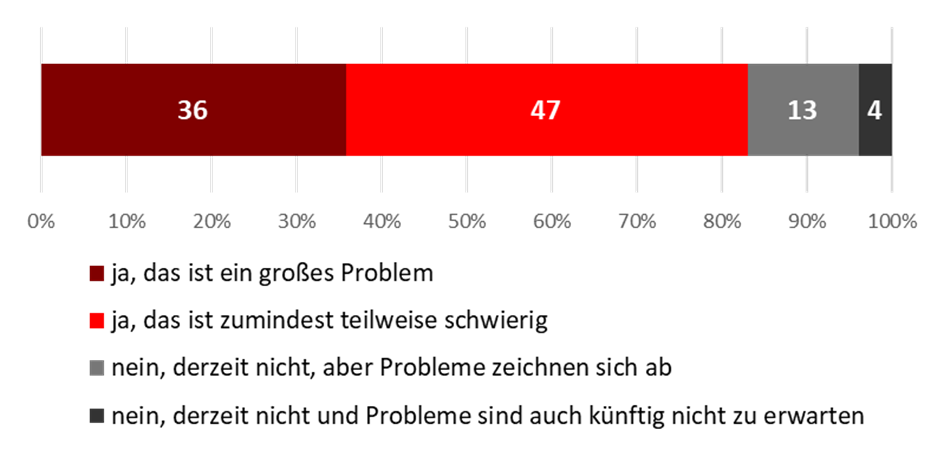 36 47 13 4
0% 10% 20% 30% 40% 50% 60% 70% 80% 90% 100%
ja, das ist ein großes Problem
ja, das ist zumindest teilweise schwierig
nein, derzeit nicht, aber Probleme zeichnen sich ab
nein, derzeit nicht und Probleme sind auch künftig nicht zu erwarten